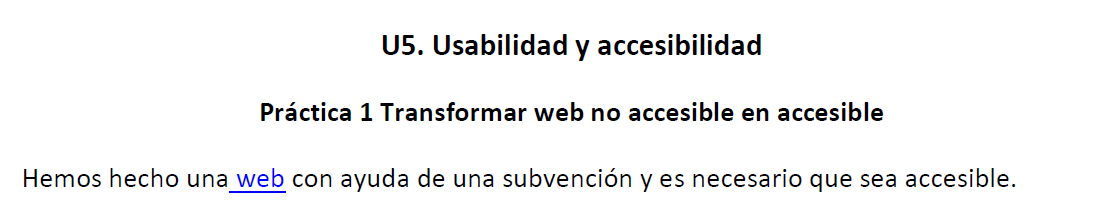 U5. Usabilidad y accesibilidad
Práctica 1 Transformar web no accesible en accesible
Hemos hecho una web con ayuda de una subvención y es necesario que sea accesible.